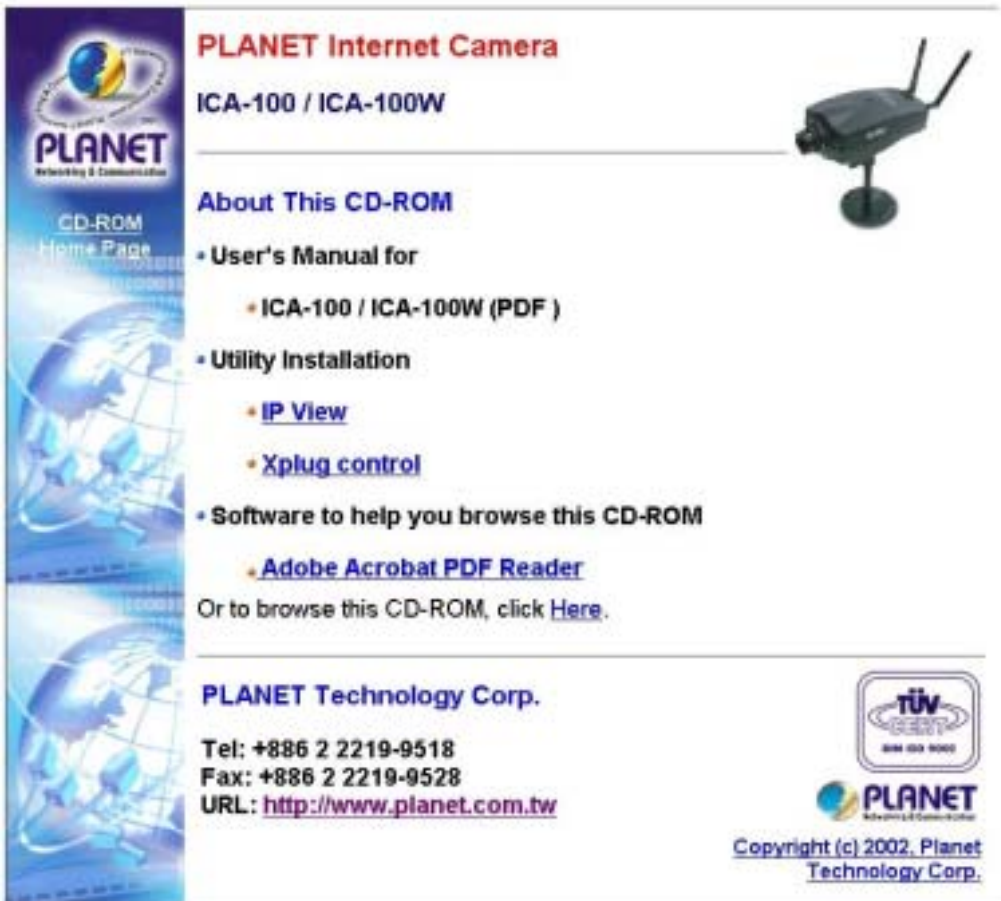 PLANET
Networking & Communication
CD-ROM
Home Page
PLANET Internet Camera
ICA-100 / ICA-100W
About This CD-ROM
User's Manual for
ICA-100 / ICA-100W (PDF )
Utility Installation
IP View
Xplug control
Software to help you browse this CD-ROM
Adobe Acrobat PDF Reader
Or to browse this CD-ROM, click Here.
PLANET Technology Corp.
Tel: +886 2 2219-9518
Fax: +886 2 2219-9528
URL: http://www.planet.com.tw
TÜV
CERT
PLANET
Networking & Communication
Copyright (c) 2002, Planet
Technology Corp.